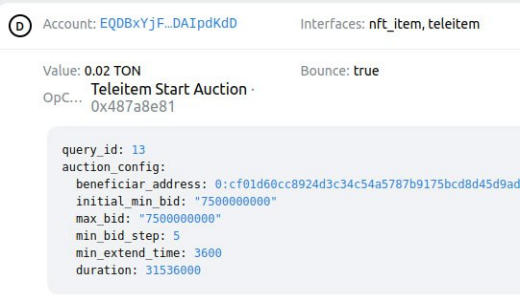 D Account: EQDBxYjF…DAIpdKdD Interfaces: nft_item, teleitem
Value: 0.02 TON Bounce: true
OpC… Teleitem Start Auction ·
0x487a8e81
query_id: 13
auction_config:
beneficiar_address: 0:cf01d60cc8924d3c34c54a5787b9175bcd8d45d9ad
initial_min_bid: "7500000000"
max_bid: "7500000000"
min_bid_step: 5
min_extend_time: 3600
duration: 31536000